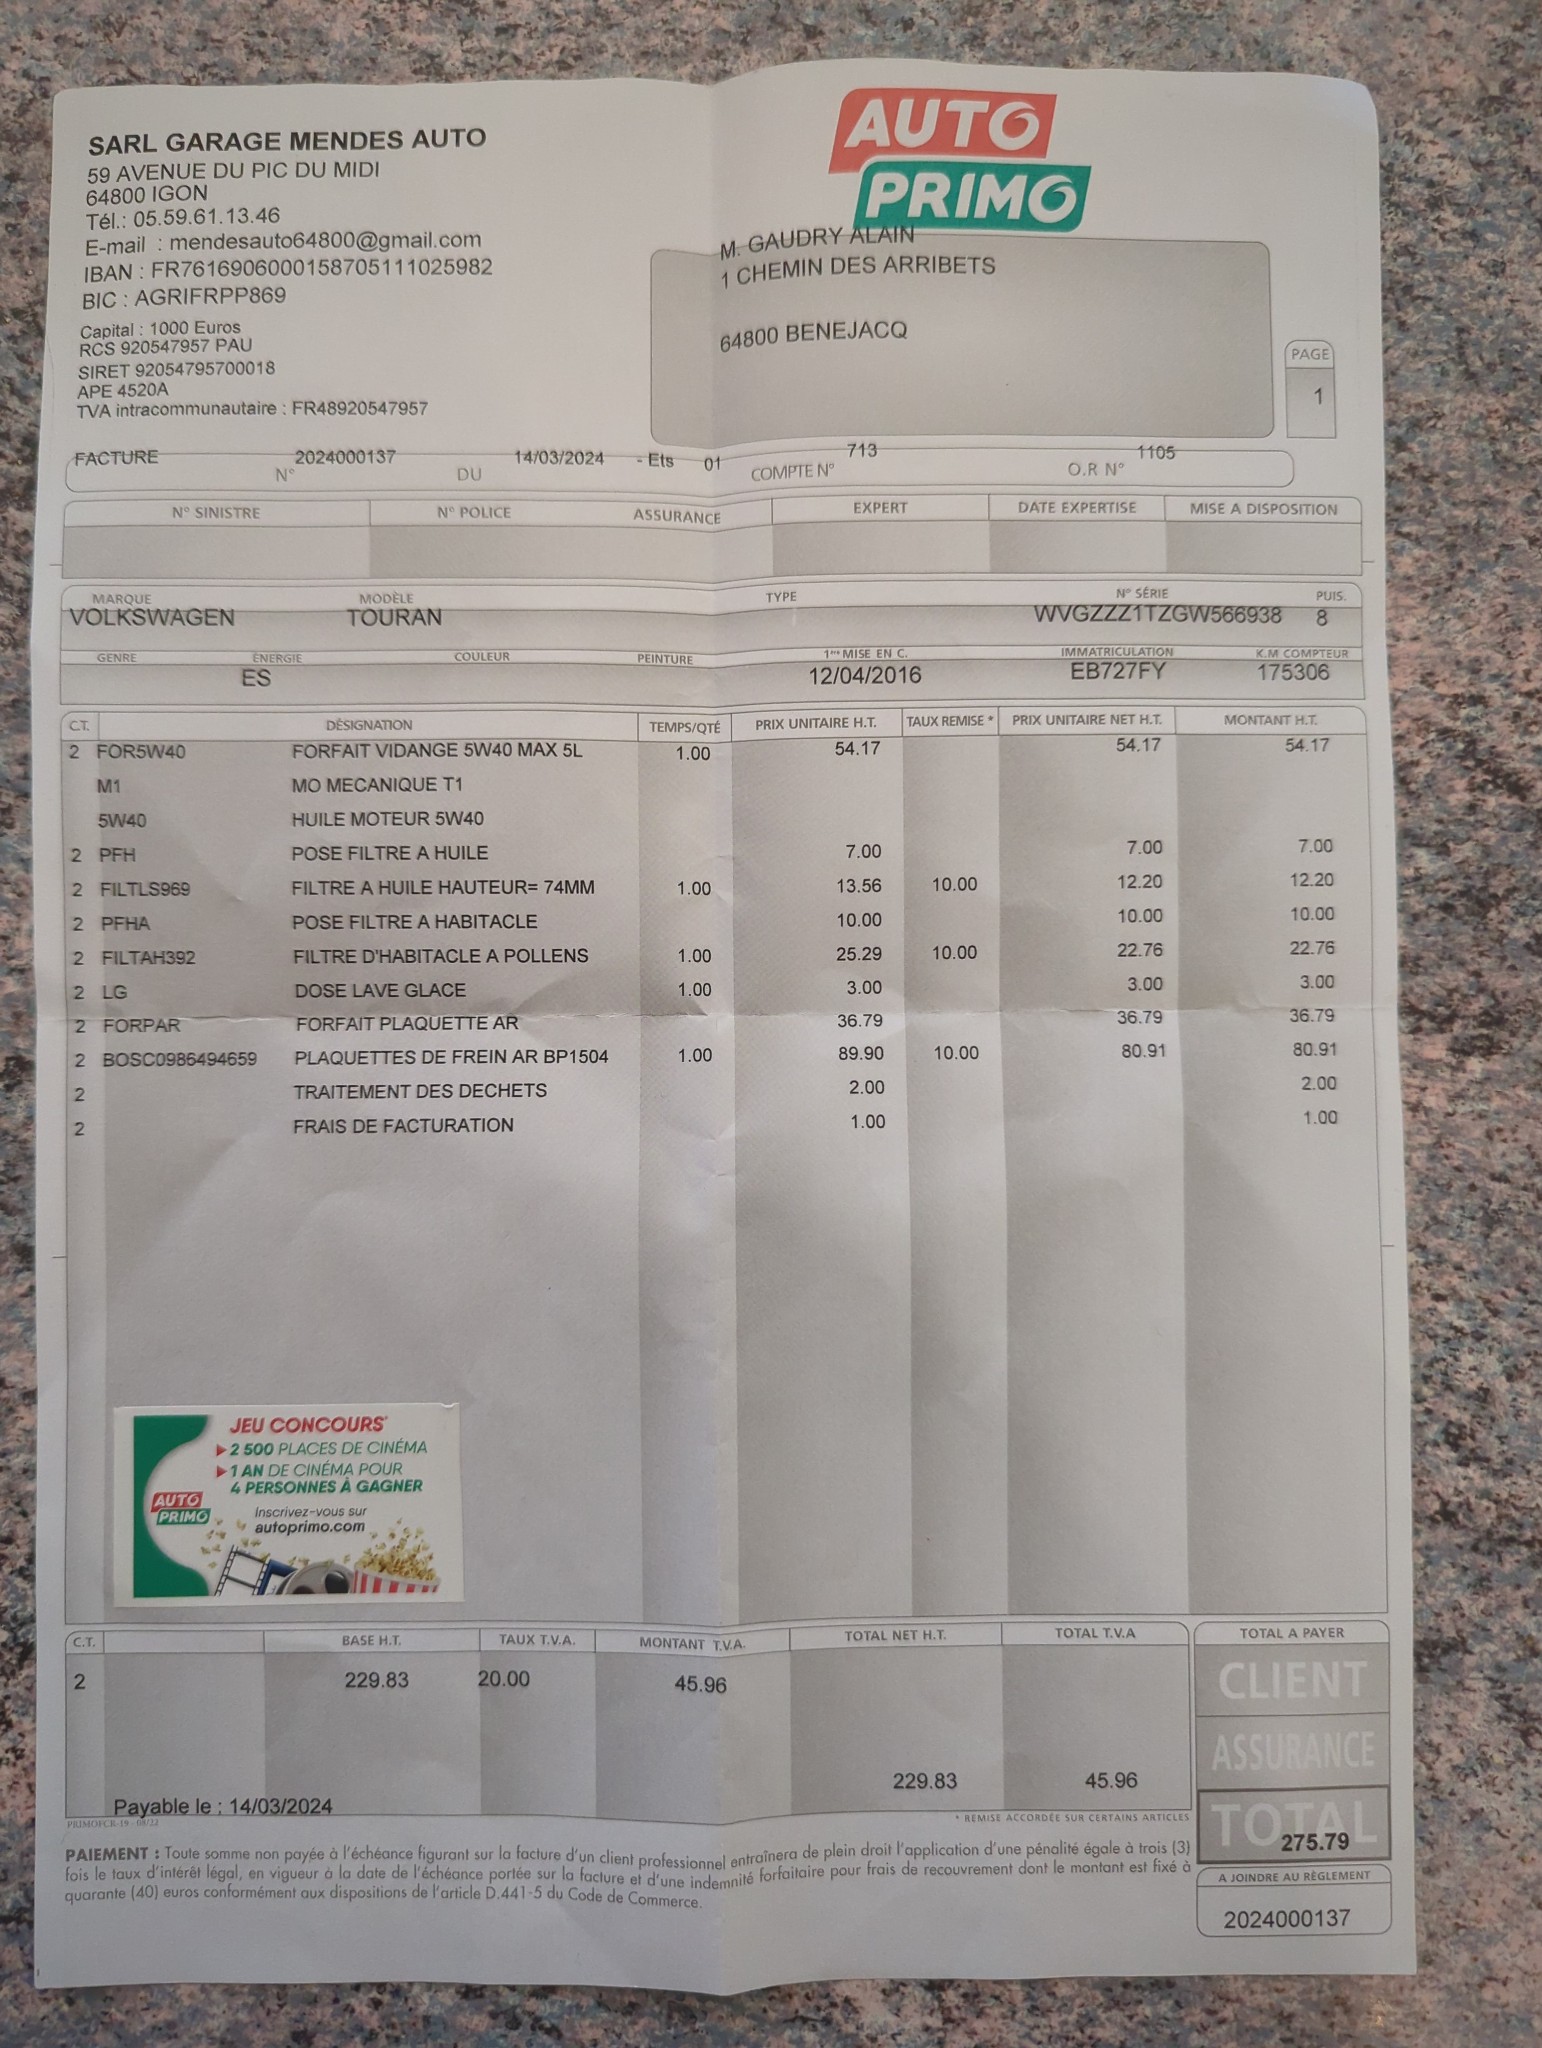 AUTO
PRIMO
SARL GARAGE MENDES AUTO
59 AVENUE DU PIC DU MIDI
64800 IGON
Tél.: 05.59.61.13.46
E-mail : mendesauto64800@gmail.com
IBAN : FR7616906000158705111025982
BIC : AGRIFRPP869
Capital : 1000 Euros
RCS 920547957 PAU
SIRET 92054795700018
APE 4520A
TVA intracommunautaire : FR48920547957
M. GAUDRY ALAIN
1 CHEMIN DES ARRIBETS
64800 BENEJACQ
PAGE
1
FACTURE N° 2024000137 DU 14/03/2024 - Ets 01 COMPTE N° 713 O.R N° 1105
N° SINISTRE N° POLICE ASSURANCE EXPERT DATE EXPERTISE MISE A DISPOSITION
MARQUE MODÈLE TYPE N° SÉRIE PUIS.
VOLKSWAGEN TOURAN WVGZZZ1TZGW566938 8
GENRE ÉNERGIE COULEUR PEINTURE 1ère MISE EN C. IMMATRICULATION K.M COMPTEUR
ES 12/04/2016 EB727FY 175306
C.T. DÉSIGNATION TEMPS/QTÉ PRIX UNITAIRE H.T. TAUX REMISE * PRIX UNITAIRE NET H.T. MONTANT H.T.
2 FOR5W40 FORFAIT VIDANGE 5W40 MAX 5L 1.00 54.17 54.17 54.17
M1 MO MECANIQUE T1
5W40 HUILE MOTEUR 5W40
2 PFH POSE FILTRE A HUILE 7.00 7.00 7.00
2 FILTLS969 FILTRE A HUILE HAUTEUR= 74MM 1.00 13.56 10.00 12.20 12.20
2 PFHA POSE FILTRE A HABITACLE 10.00 10.00 10.00
2 FILTAH392 FILTRE D'HABITACLE A POLLENS 1.00 25.29 10.00 22.76 22.76
2 LG DOSE LAVE GLACE 1.00 3.00 3.00 3.00
2 FORPAR FORFAIT PLAQUETTE AR 36.79 36.79 36.79
2 BOSC0986494659 PLAQUETTES DE FREIN AR BP1504 1.00 89.90 10.00 80.91 80.91
2 TRAITEMENT DES DECHETS 2.00 2.00
2 FRAIS DE FACTURATION 1.00 1.00
JEU CONCOURS*
2 500 PLACES DE CINÉMA
1 AN DE CINÉMA POUR
4 PERSONNES À GAGNER
AUTO
PRIMO
Inscrivez-vous sur
autoprimo.com
C.T. BASE H.T. TAUX T.V.A. MONTANT T.V.A. TOTAL NET H.T. TOTAL T.V.A TOTAL A PAYER
2 229.83 20.00 45.96
CLIENT
ASSURANCE
229.83 45.96
TOTAL
275.79
Payable le : 14/03/2024
PRIMOFCR-19 - 08/22
* REMISE ACCORDÉE SUR CERTAINS ARTICLES
PAIEMENT : Toute somme non payée à l'échéance figurant sur la facture d'un client professionnel entraînera de plein droit l'application d'une pénalité égale à trois (3)
fois le taux d'intérêt légal, en vigueur à la date de l'échéance portée sur la facture et d'une indemnité forfaitaire pour frais de recouvrement dont le montant est fixé à
quarante (40) euros conformément aux dispositions de l'article D.441-5 du Code de Commerce.
A JOINDRE AU RÈGLEMENT
2024000137